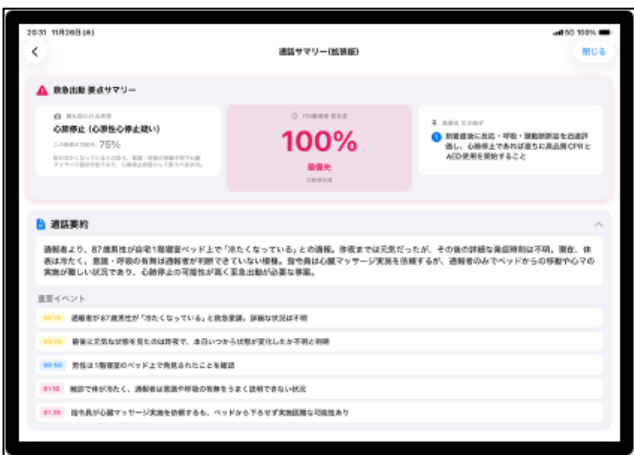 20:31 11月26日(水)
5G 100%
通話サマリー(拡張版)
閉じる
救急出動 要点サマリー
最も疑われる病態
心肺停止 (心原性心停止疑い)
この病態の可能性: 75%
119番通報 緊急度
100%
最優先
到着直後に反応・呼吸・頸動脈脈拍を迅速評
価し、心肺停止であれば直ちに高品質CPRと
AED使用を開始すること
通話要約
通報者より、87歳男性が自宅1階寝室ベッド上で「冷たくなっている」との通報。昨夜までは元気だったが、その後の詳細な発症時刻は不明。現在、体
表は冷たく、意識・呼吸の有無は通報者が判断できていない模様。指令員は心臓マッサージ実施を依頼するが、通報者のみでベッドからの移動や心マの
実施が難しい状況であり、心肺停止の可能性が高く至急出動が必要な事案。
重要イベント
00:10 通報者が87歳男性が「冷たくなっている」と救急要請。詳細な状況は不明
最後に元気な状態を見たのは昨夜で、本日いつから状態が変化したか不明と判明
00:50 男性は1階寝室のベッド上で発見されたことを確認
01:10 触診で体が冷たく、通報者は意識や呼吸の有無をうまく説明できない状況
01:35 指令員が心臓マッサージ実施を依頼するも、ベッドから下ろせず実施困難な可能性あり